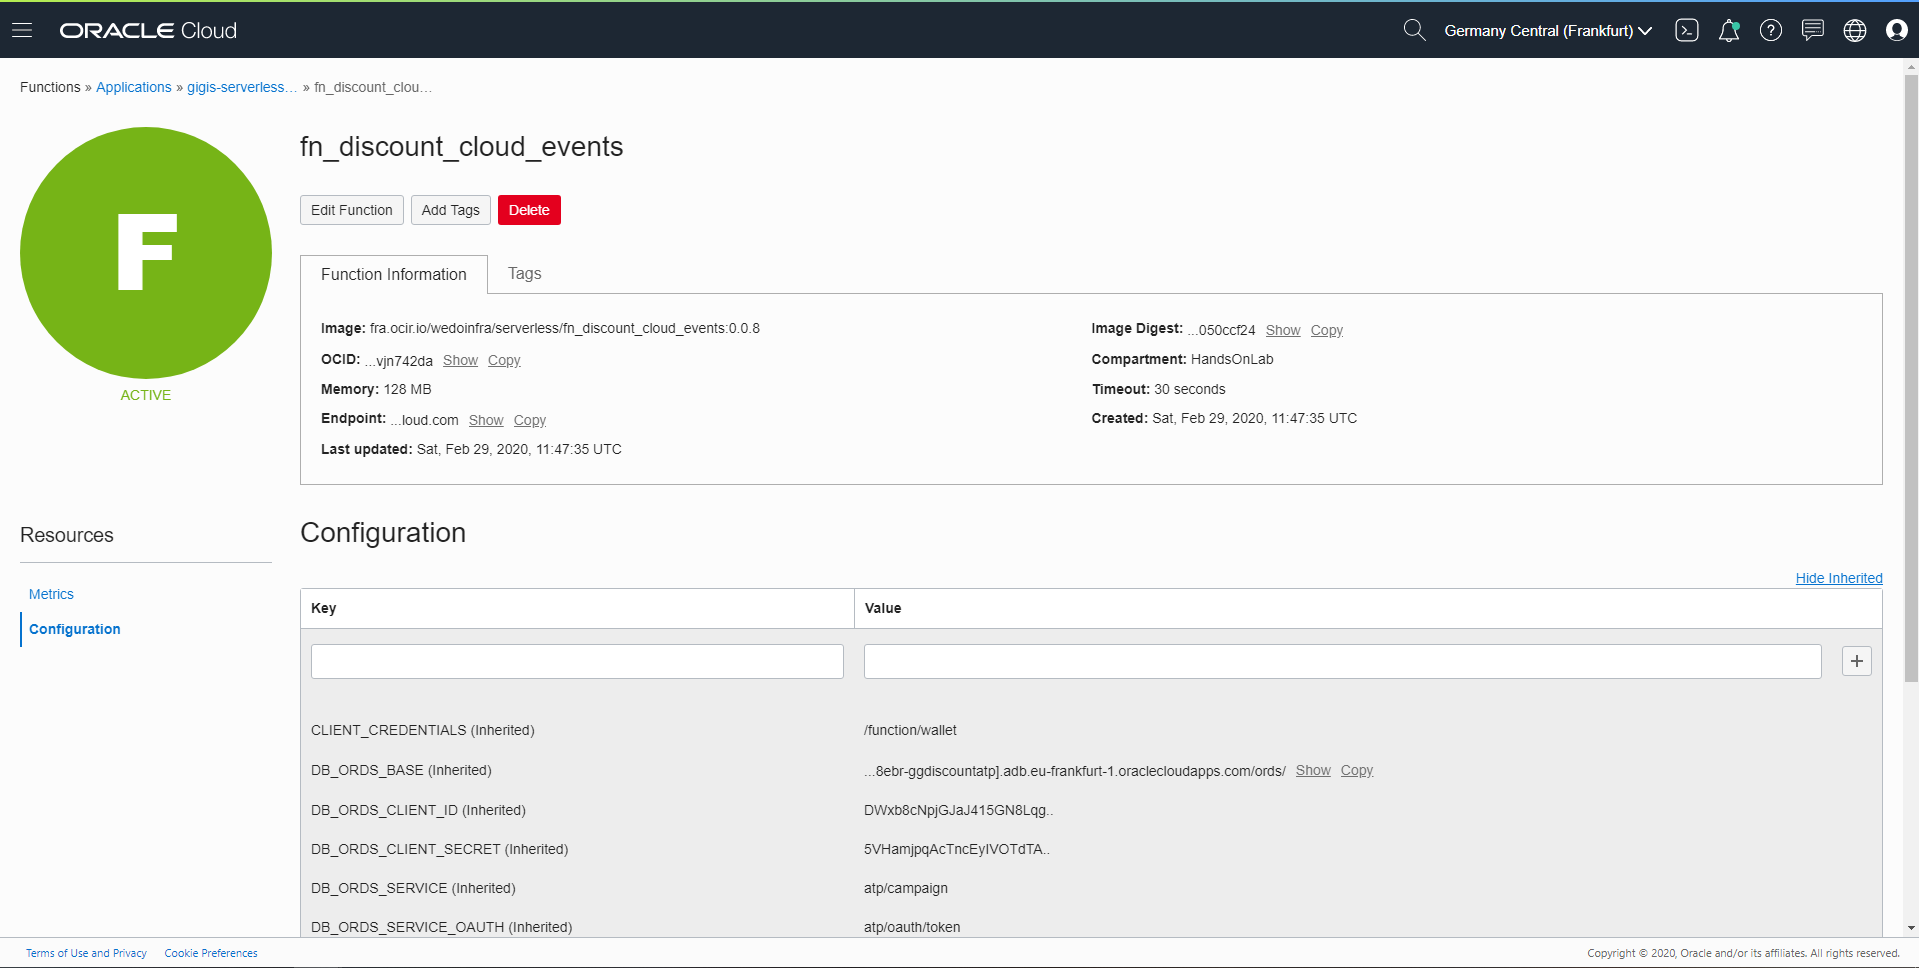 ORACLE Cloud
Germany Central (Frankfurt)
Functions » Applications » gigis-serverless... » fn_discount_clou...
F
ACTIVE
fn_discount_cloud_events
Edit Function Add Tags Delete
Function Information Tags
Image: fra.ocir.io/wedoinfra/serverless/fn_discount_cloud_events:0.0.8
OCID: ...vjn742da Show Copy
Memory: 128 MB
Endpoint: ...loud.com Show Copy
Last updated: Sat, Feb 29, 2020, 11:47:35 UTC
Image Digest: ...050ccf24 Show Copy
Compartment: HandsOnLab
Timeout: 30 seconds
Created: Sat, Feb 29, 2020, 11:47:35 UTC
Resources
Metrics
Configuration
Configuration
Hide Inherited
Key Value
+
CLIENT_CREDENTIALS (Inherited) /function/wallet
DB_ORDS_BASE (Inherited) ...8ebr-ggdiscountatp].adb.eu-frankfurt-1.oraclecloudapps.com/ords/ Show Copy
DB_ORDS_CLIENT_ID (Inherited) DWxb8cNpjGJaJ415GN8Lqg..
DB_ORDS_CLIENT_SECRET (Inherited) 5VHamjpqAcTncEyIVOTdTA..
DB_ORDS_SERVICE (Inherited) atp/campaign
DB_ORDS_SERVICE_OAUTH (Inherited) atp/oauth/token
Terms of Use and Privacy Cookie Preferences
Copyright © 2020, Oracle and/or its affiliates. All rights reserved.